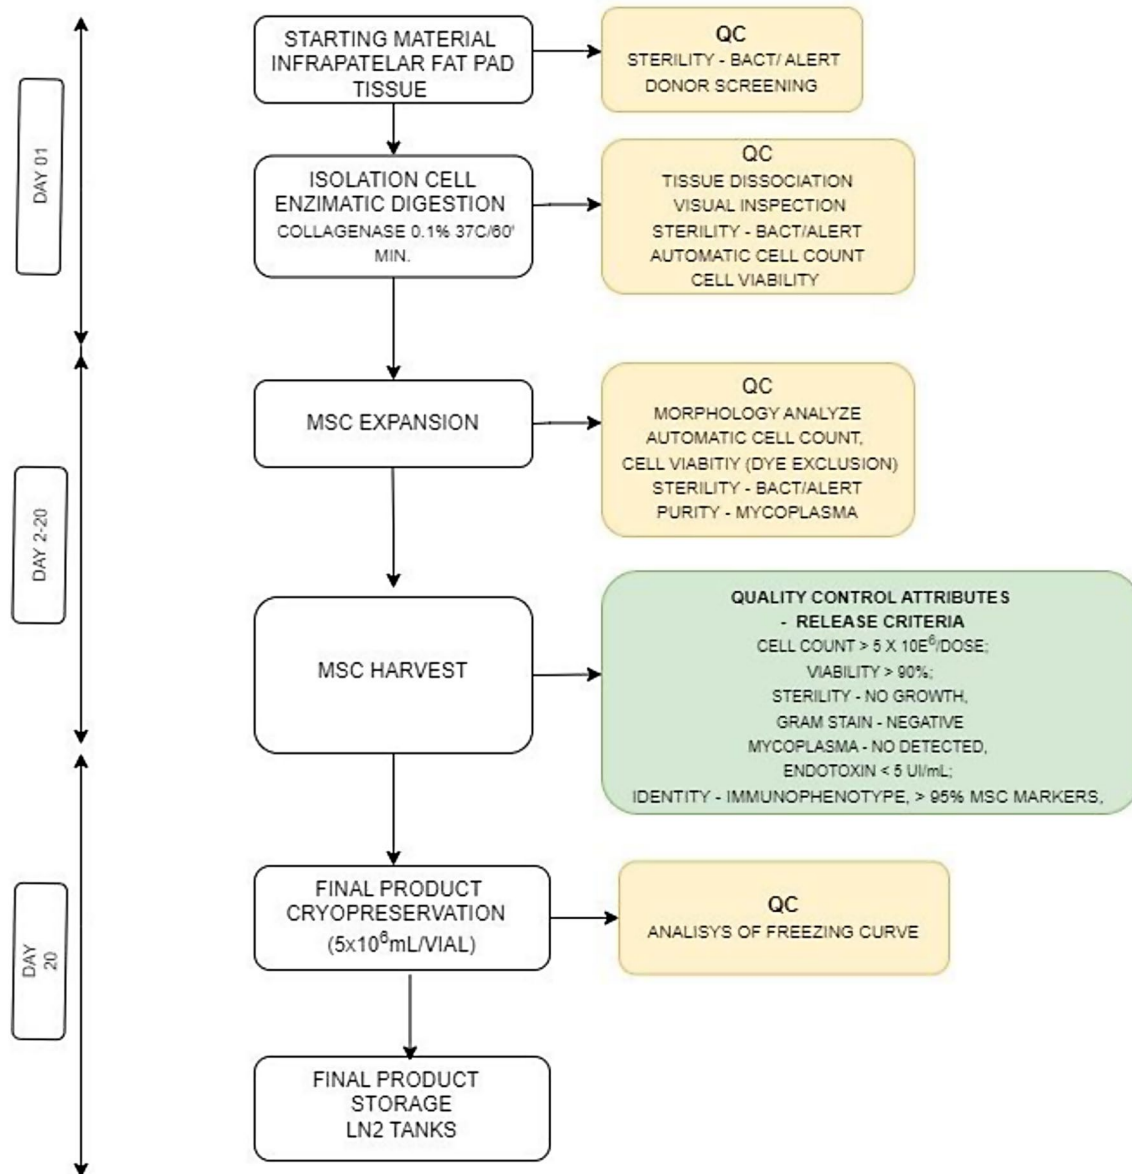 DAY 01
STARTING MATERIAL
INFRAPATELAR FAT PAD
TISSUE
QC
STERILITY - BACT/ ALERT
DONOR SCREENING
ISOLATION CELL
ENZIMATIC DIGESTION
COLLAGENASE 0.1% 37C/60'
MIN.
QC
TISSUE DISSOCIATION
VISUAL INSPECTION
STERILITY - BACT/ALERT
AUTOMATIC CELL COUNT
CELL VIABILITY
DAY 2-20
MSC EXPANSION
QC
MORPHOLOGY ANALYZE
AUTOMATIC CELL COUNT,
CELL VIABITIY (DYE EXCLUSION)
STERILITY - BACT/ALERT
PURITY - MYCOPLASMA
MSC HARVEST
QUALITY CONTROL ATTRIBUTES
- RELEASE CRITERIA
CELL COUNT > 5 X 10E⁶/DOSE;
VIABILITY > 90%;
STERILITY - NO GROWTH,
GRAM STAIN - NEGATIVE
MYCOPLASMA - NO DETECTED,
ENDOTOXIN < 5 UI/mL;
IDENTITY - IMMUNOPHENOTYPE, > 95% MSC MARKERS,
DAY
20
FINAL PRODUCT
CRYOPRESERVATION
(5x10⁶mL/VIAL)
QC
ANALISYS OF FREEZING CURVE
FINAL PRODUCT
STORAGE
LN2 TANKS